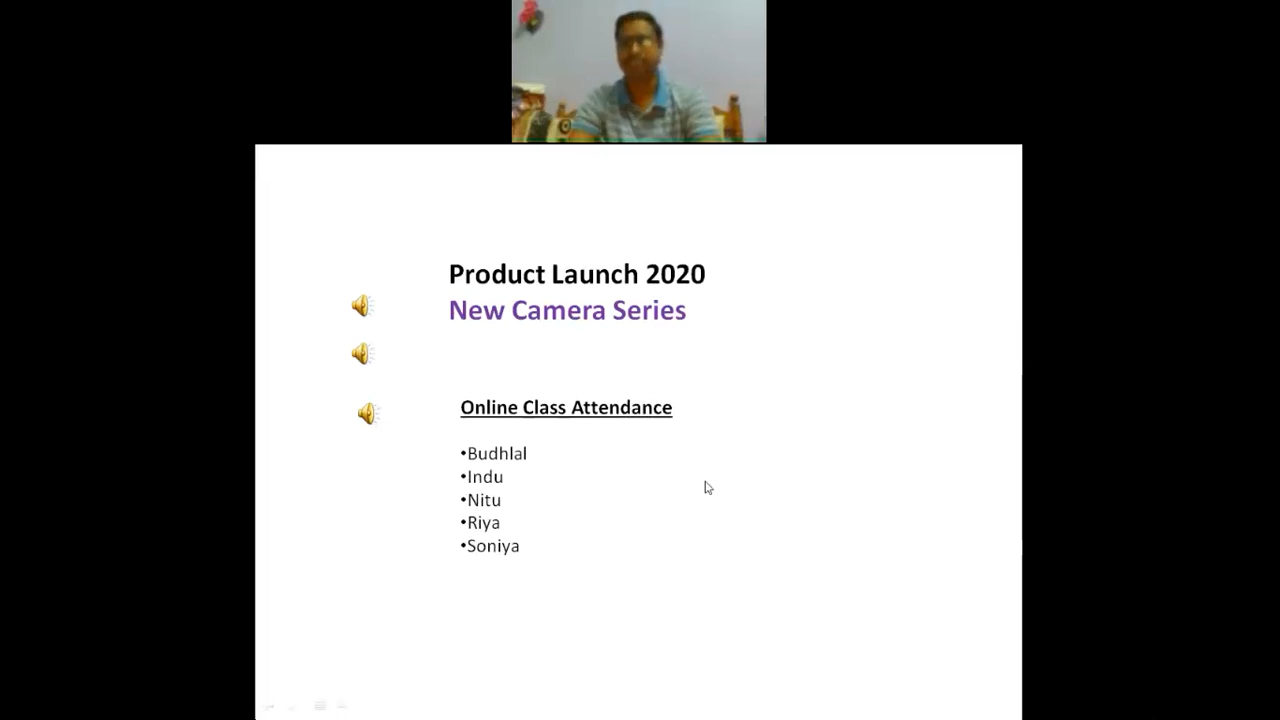 Product Launch 2020
New Camera Series
Online Class Attendance
•Budhlal
•Indu
•Nitu
•Riya
•Soniya